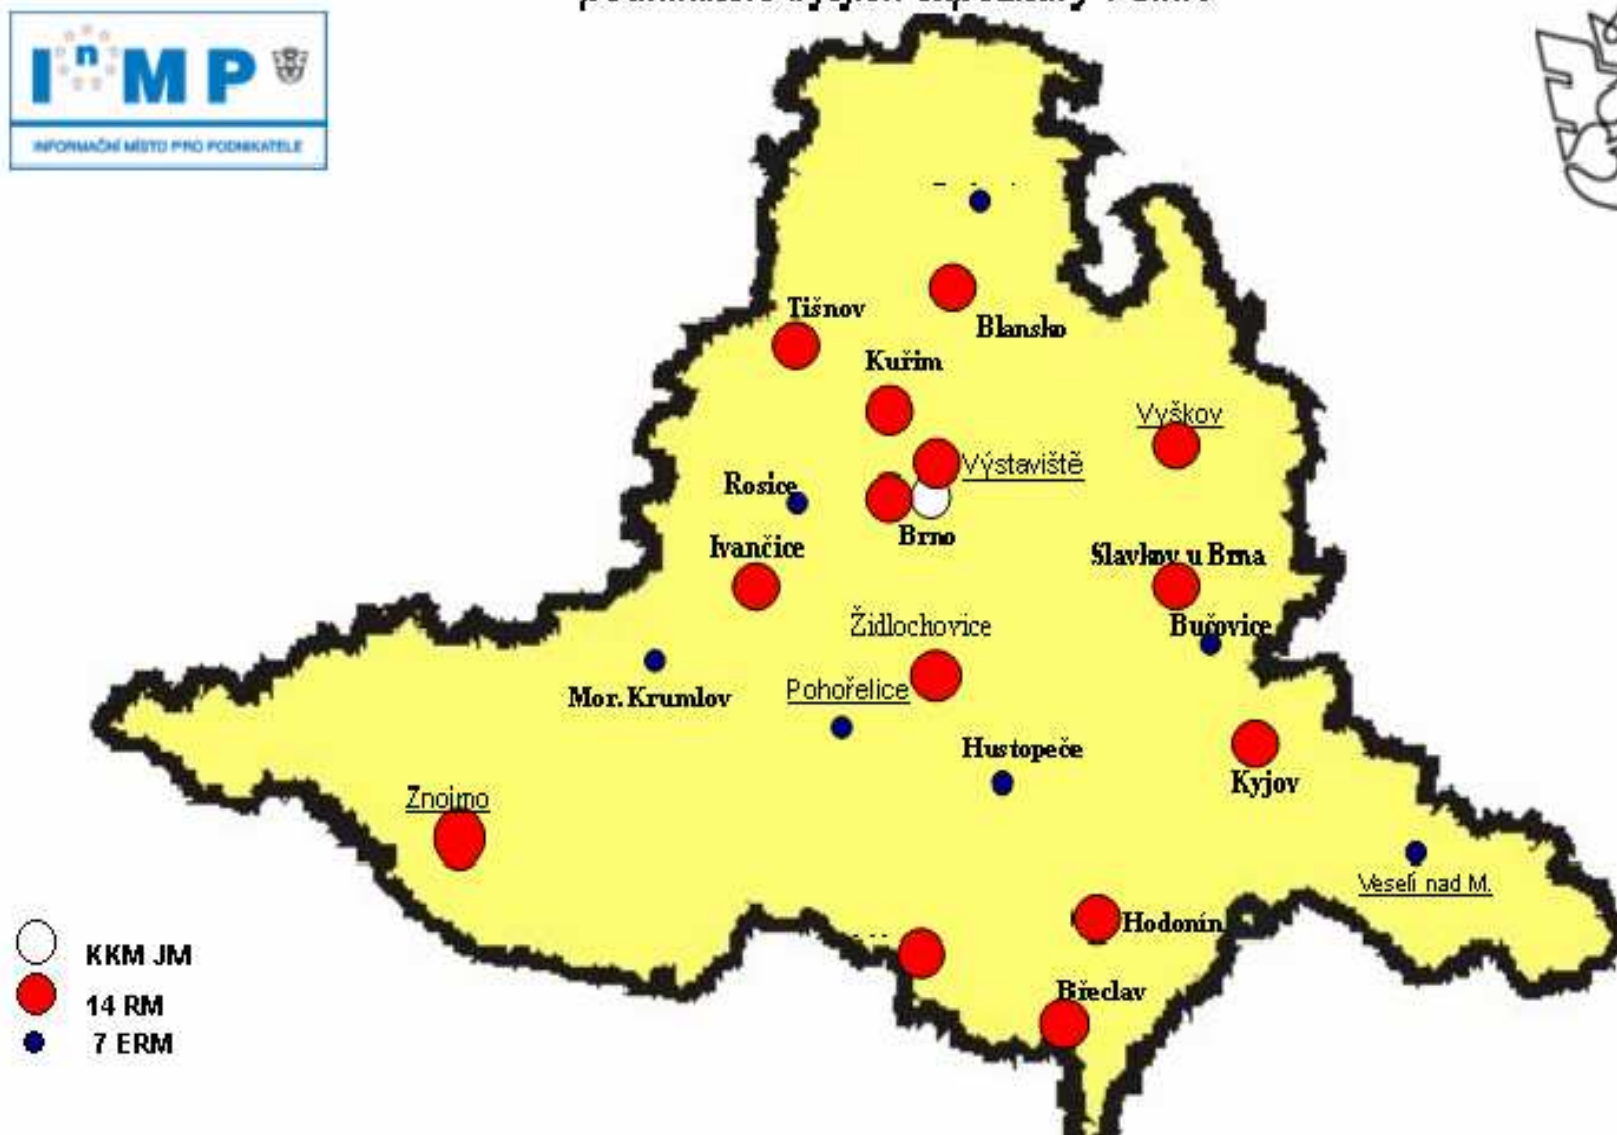 InMP
INFORMAČNÍ MÍSTO PRO PODNIKATELE
Tišnov
Blansko
Kuřim
Vyškov
Výstaviště
Rosice
Brno
Ivančice
Slavkov u Brna
Židlochovice
Bučovice
Mor. Krumlov
Pohořelice
Hustopeče
Kyjov
Znojmo
Veselí nad M.
Hodonín
Břeclav
KKM JM
14 RM
7 ERM